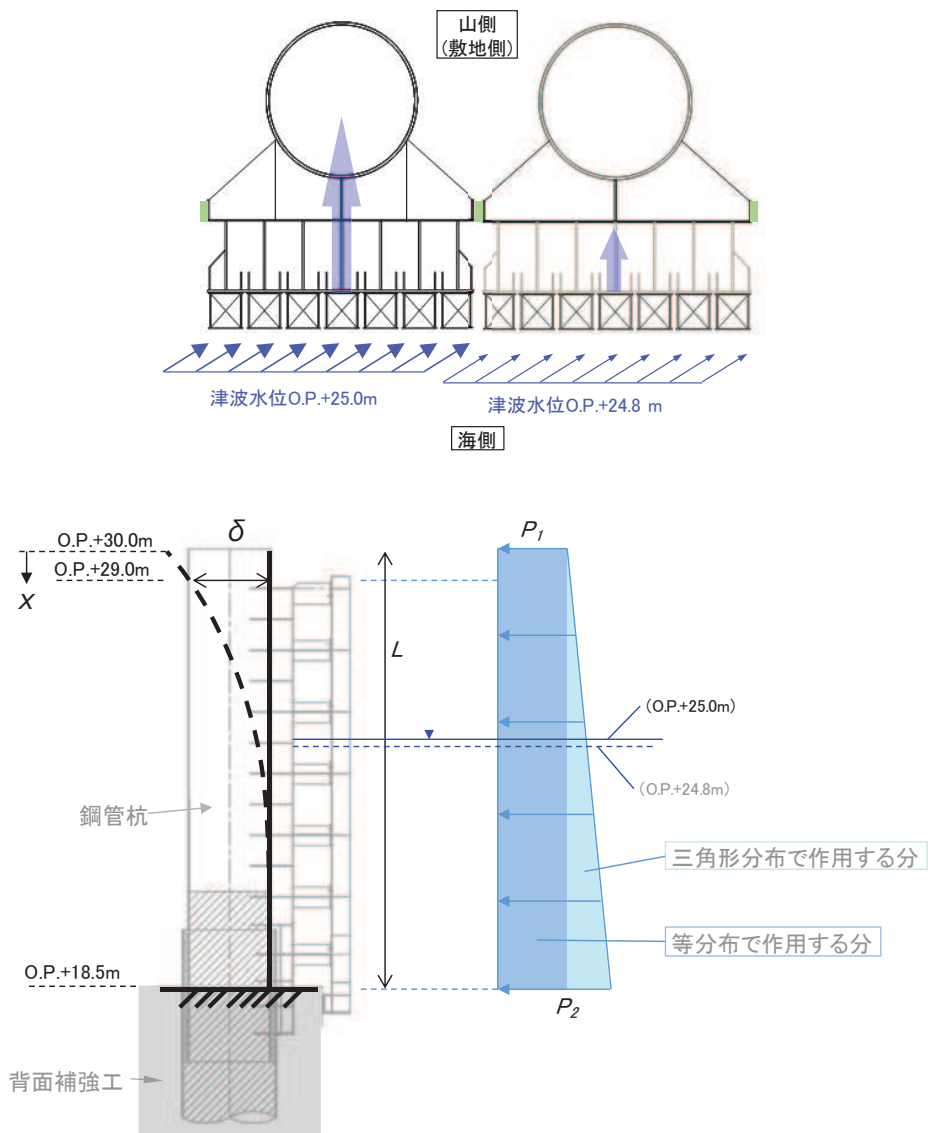 山側
(敷地側)
津波水位O.P.+25.0m
津波水位O.P.+24.8 m
海側
O.P.+30.0m
δ
P1
O.P.+29.0m
x
L
(O.P.+25.0m)
(O.P.+24.8m)
鋼管杭
三角形分布で作用する分
等分布で作用する分
O.P.+18.5m
P2
背面補強工